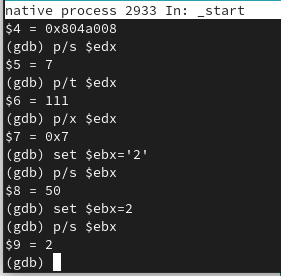 native process 2933 In: _start
$4 = 0x804a008
(gdb) p/s $edx
$5 = 7
(gdb) p/t $edx
$6 = 111
(gdb) p/x $edx
$7 = 0x7
(gdb) set $ebx='2'
(gdb) p/s $ebx
$8 = 50
(gdb) set $ebx=2
(gdb) p/s $ebx
$9 = 2
(gdb)